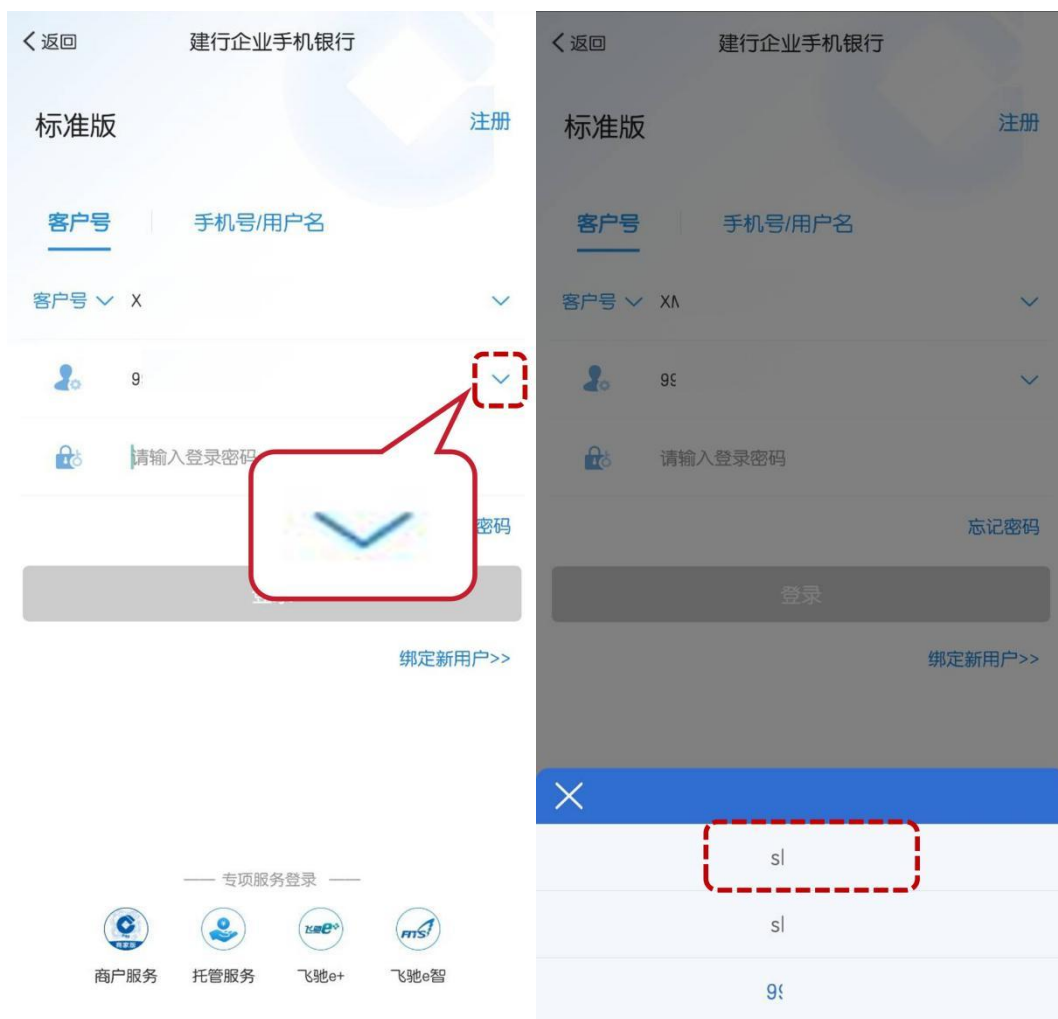 返回 建行企业手机银行
标准版 注册
客户号 手机号/用户名
客户号 X
9
请输入登录密码
密码
绑定新用户>>
专项服务登录
商户服务 托管服务 飞驰e+ 飞驰e智
返回 建行企业手机银行
标准版 注册
客户号 手机号/用户名
客户号
99
请输入登录密码
忘记密码
登录
绑定新用户>>